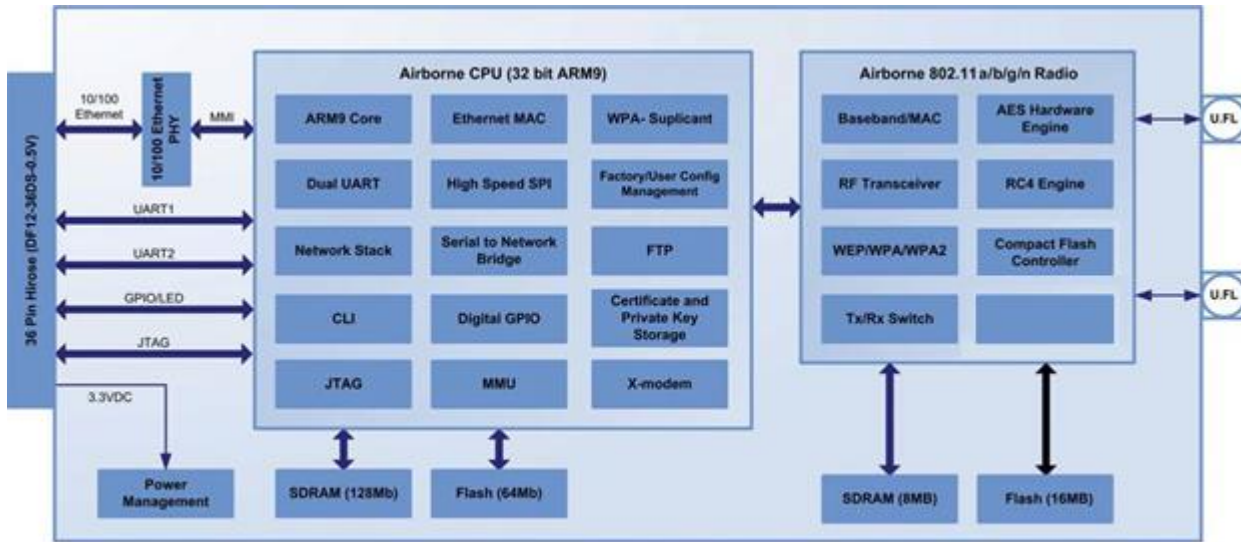 36 Pin Hirose (DF12-36DS-0.5V)
10/100
Ethernet
10/100 Ethernet
PHY
MMI
UART1
UART2
GPIO/LED
JTAG
3.3VDC
Power
Management
Airborne CPU (32 bit ARM9)
ARM9 Core
Ethernet MAC
WPA- Suplicant
Dual UART
High Speed SPI
Factory/User Config
Management
Network Stack
Serial to Network
Bridge
FTP
CLI
Digital GPIO
Certificate and
Private Key
Storage
JTAG
MMU
X-modem
SDRAM (128Mb)
Flash (64Mb)
Airborne 802.11a/b/g/n Radio
Baseband/MAC
AES Hardware
Engine
RF Transceiver
RC4 Engine
WEP/WPA/WPA2
Compact Flash
Controller
Tx/Rx Switch
SDRAM (8MB)
Flash (16MB)
U.FL
U.FL